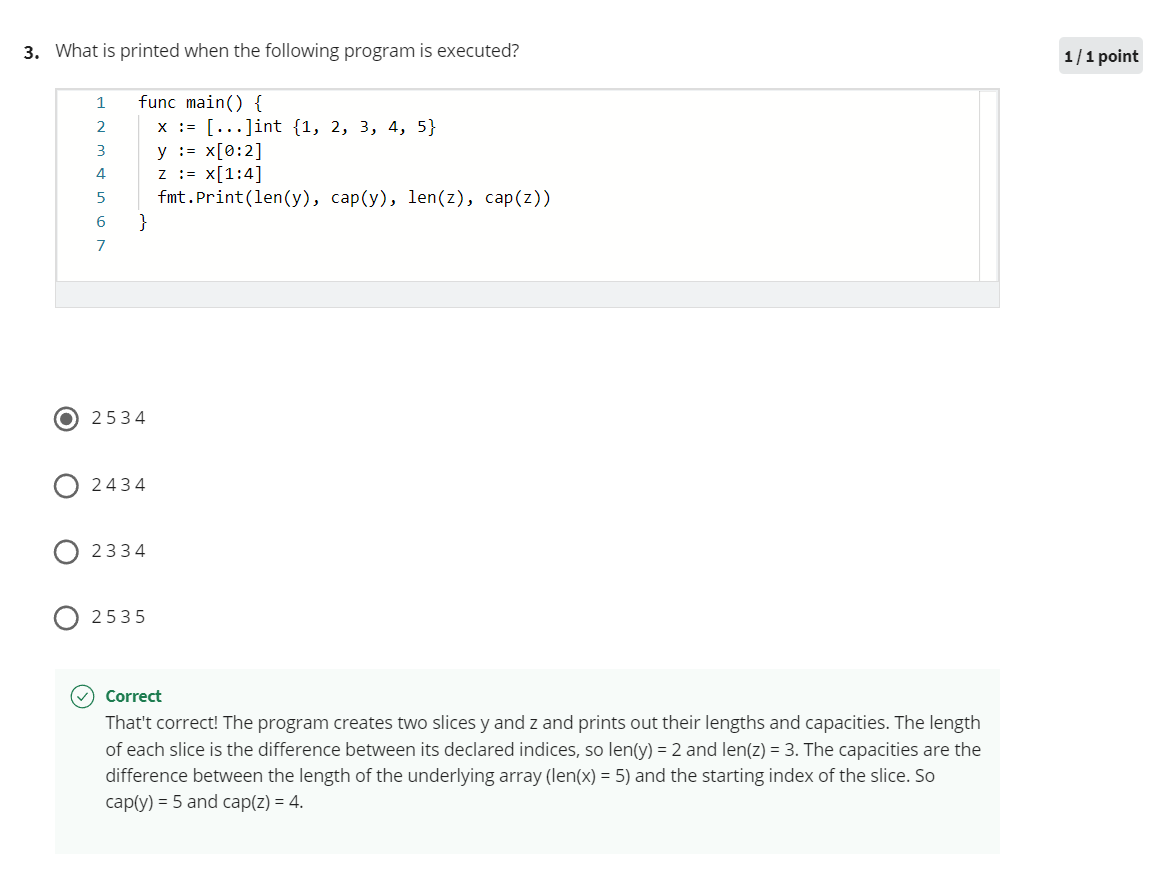 3. What is printed when the following program is executed?
1 / 1 point
1 func main() {
2 x := [...]int {1, 2, 3, 4, 5}
3 y := x[0:2]
4 z := x[1:4]
5 fmt.Print(len(y), cap(y), len(z), cap(z))
6 }
7
2 5 3 4
2 4 3 4
2 3 3 4
2 5 3 5
Correct
That't correct! The program creates two slices y and z and prints out their lengths and capacities. The length
of each slice is the difference between its declared indices, so len(y) = 2 and len(z) = 3. The capacities are the
difference between the length of the underlying array (len(x) = 5) and the starting index of the slice. So
cap(y) = 5 and cap(z) = 4.